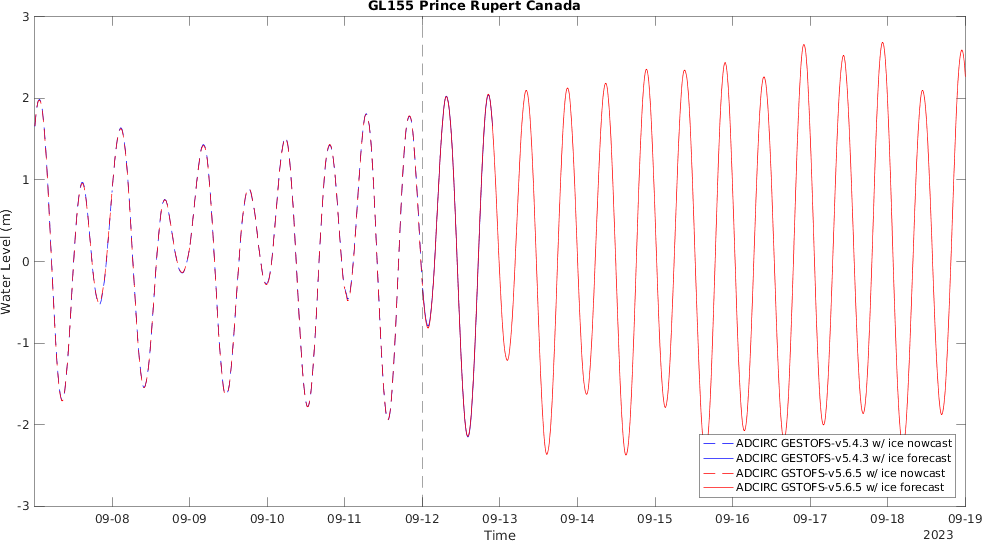 GL155 Prince Rupert Canada
3
2
1
0
-1
-2
-3
Water Level (m)
ADCIRC GESTOFS-v5.4.3 w/ ice nowcast
ADCIRC GESTOFS-v5.4.3 w/ ice forecast
ADCIRC GSTOFS-v5.6.5 w/ ice nowcast
ADCIRC GSTOFS-v5.6.5 w/ ice forecast
09-08 09-09 09-10 09-11 09-12 09-13 09-14 09-15 09-16 09-17 09-18 09-19
Time
2023